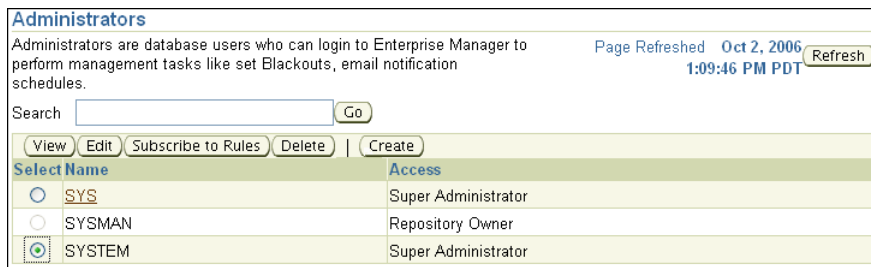 Administrators
Administrators are database users who can login to Enterprise Manager to
perform management tasks like set Blackouts, email notification
schedules.
Page Refreshed Oct 2, 2006
1:09:46 PM PDT
Refresh
Search Go
View Edit Subscribe to Rules Delete | Create
Select Name Access
SYS Super Administrator
SYSMAN Repository Owner
SYSTEM Super Administrator